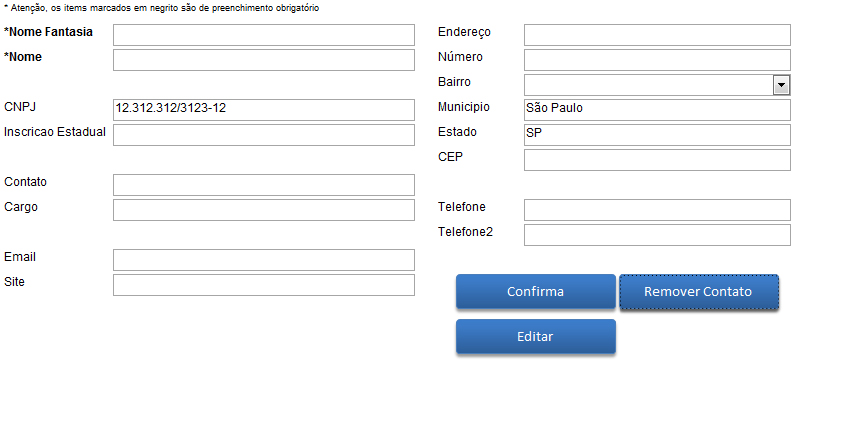 * Atenção, os items marcados em negrito são de preenchimento obrigatório
*Nome Fantasia
*Nome
CNPJ 12.312.312/3123-12
Inscricao Estadual
Contato
Cargo
Email
Site
Endereço
Número
Bairro
Municipio São Paulo
Estado SP
CEP
Telefone
Telefone2
Confirma Remover Contato
Editar